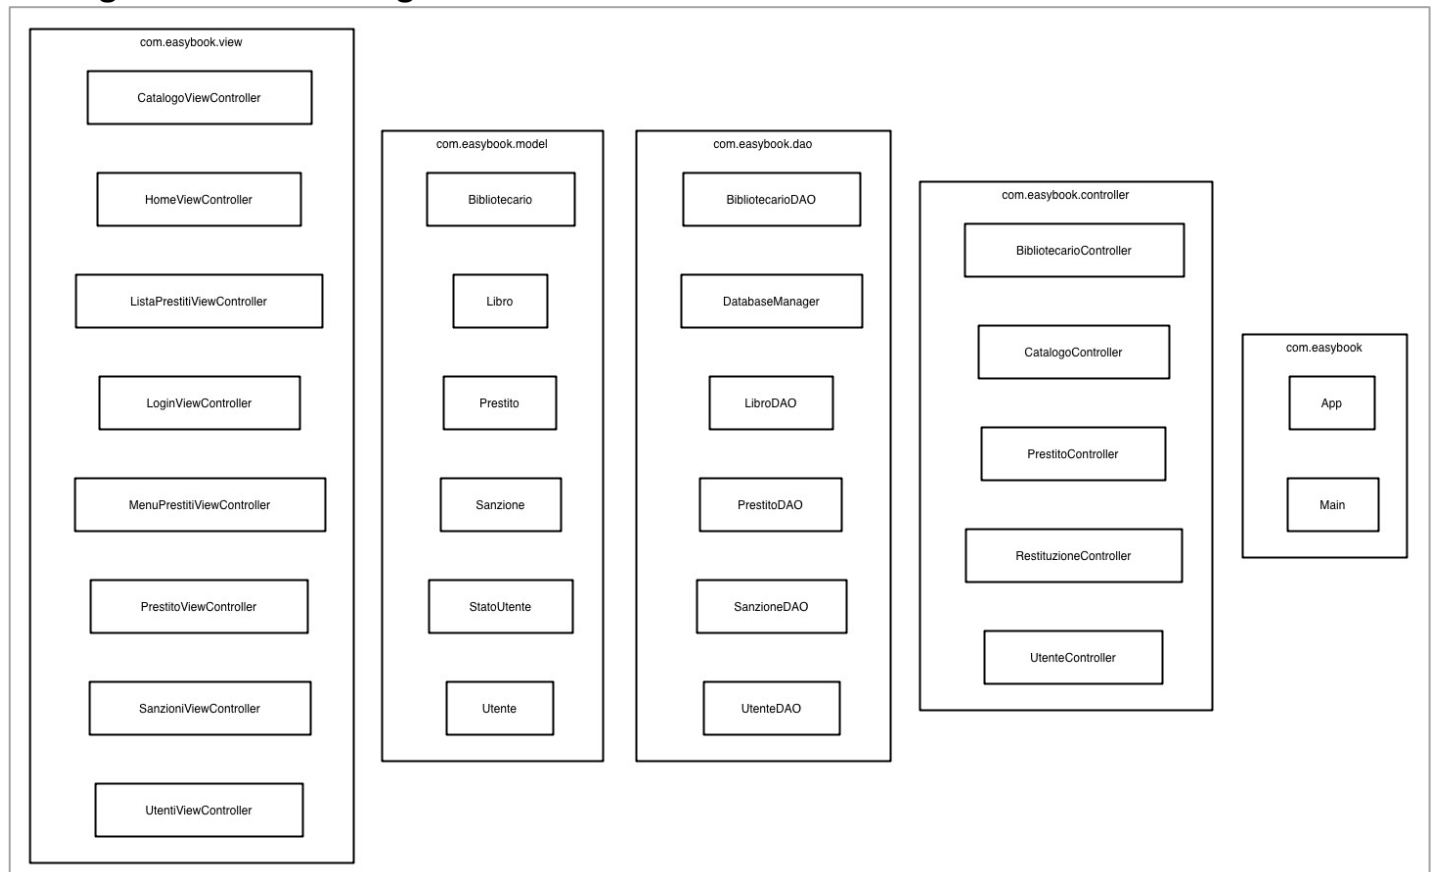 com.easybook.view
CatalogoViewController
HomeViewController
ListaPrestitiViewController
LoginViewController
MenuPrestitiViewController
PrestitoViewController
SanzioniViewController
UtentiViewController
com.easybook.model
Bibliotecario
Libro
Prestito
Sanzione
StatoUtente
Utente
com.easybook.dao
BibliotecarioDAO
DatabaseManager
LibroDAO
PrestitoDAO
SanzioneDAO
UtenteDAO
com.easybook.controller
BibliotecarioController
CatalogoController
PrestitoController
RestituzioneController
UtenteController
com.easybook
App
Main